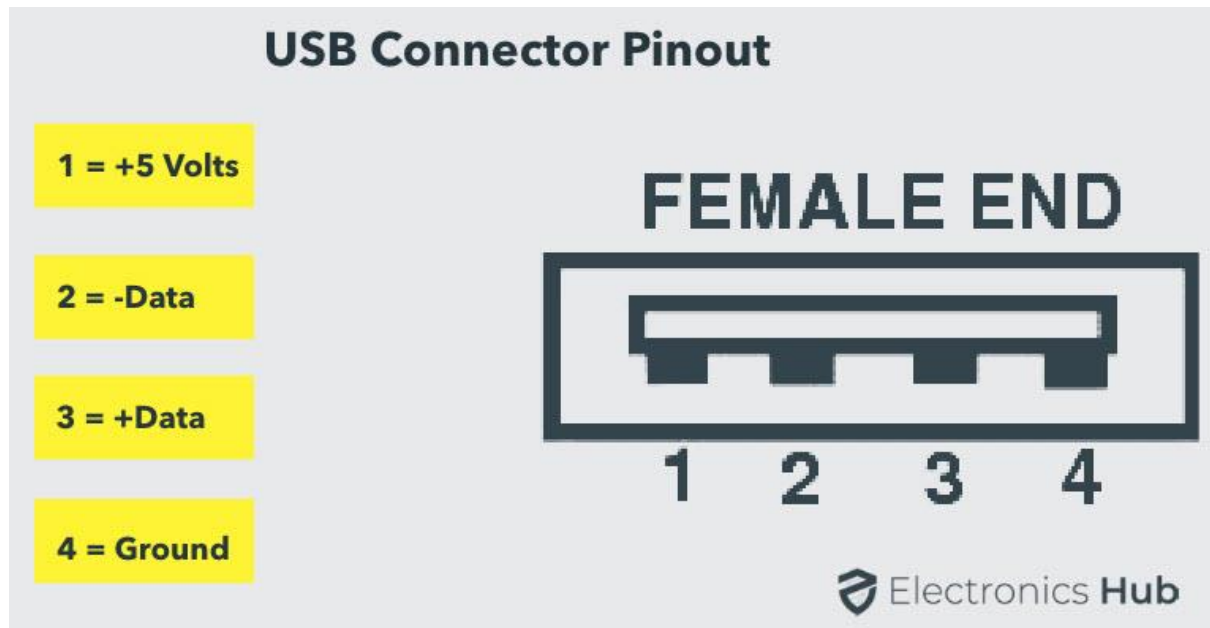 USB Connector Pinout
1 = +5 Volts
2 = -Data
3 = +Data
4 = Ground
FEMALE END
1 2 3 4
Electronics Hub